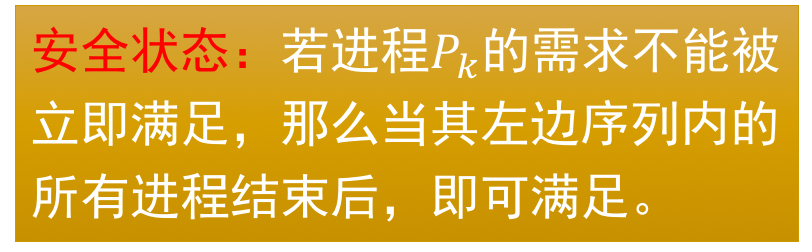 安全状态：若进程P_k的需求不能被
立即满足，那么当其左边序列内的
所有进程结束后，即可满足。